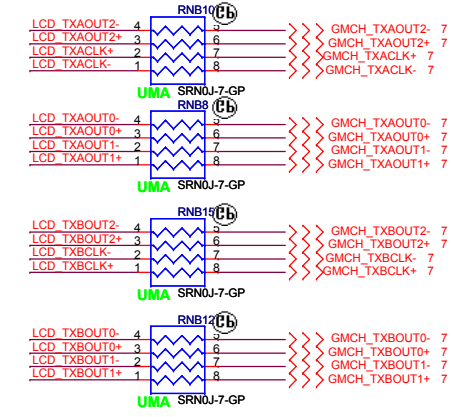 RNB10
LCD_TXAOUT2- 4 5 GMCH_TXAOUT2- 7
LCD_TXAOUT2+ 3 6 GMCH_TXAOUT2+ 7
LCD_TXACLK+ 2 7 GMCH_TXACLK+ 7
LCD_TXACLK- 1 8 GMCH_TXACLK- 7
UMA SRN0J-7-GP
RNB8
LCD_TXAOUT0- 4 5 GMCH_TXAOUT0- 7
LCD_TXAOUT0+ 3 6 GMCH_TXAOUT0+ 7
LCD_TXAOUT1- 2 7 GMCH_TXAOUT1- 7
LCD_TXAOUT1+ 1 8 GMCH_TXAOUT1+ 7
UMA SRN0J-7-GP
RNB15
LCD_TXBOUT2- 4 5 GMCH_TXBOUT2- 7
LCD_TXBOUT2+ 3 6 GMCH_TXBOUT2+ 7
LCD_TXBCLK- 2 7 GMCH_TXBCLK- 7
LCD_TXBCLK+ 1 8 GMCH_TXBCLK+ 7
UMA SRN0J-7-GP
RNB12
LCD_TXBOUT0- 4 5 GMCH_TXBOUT0- 7
LCD_TXBOUT0+ 3 6 GMCH_TXBOUT0+ 7
LCD_TXBOUT1- 2 7 GMCH_TXBOUT1- 7
LCD_TXBOUT1+ 1 8 GMCH_TXBOUT1+ 7
UMA SRN0J-7-GP